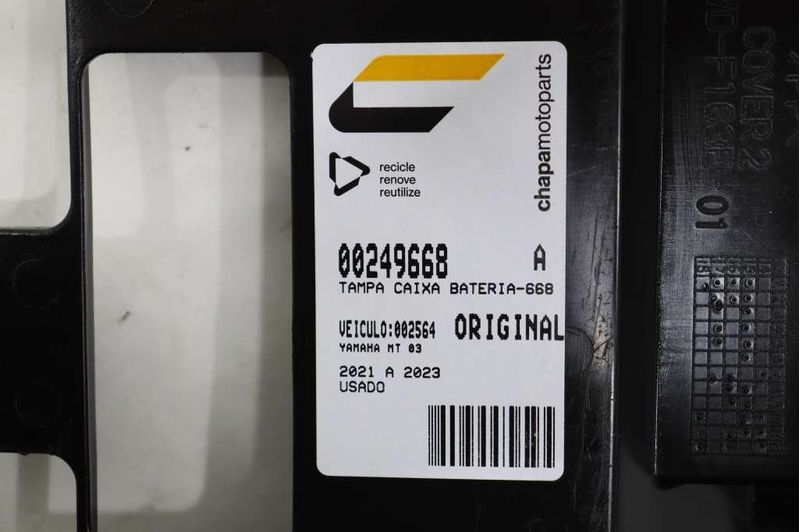 recicle
renove
reutilize
chapamotoparts
00249668 A
TAMPA CAIXA BATERIA-668
VEICULO:002564 ORIGINAL
YAMAHA MT 03
2021 A 2023
USADO
COVER 2
01